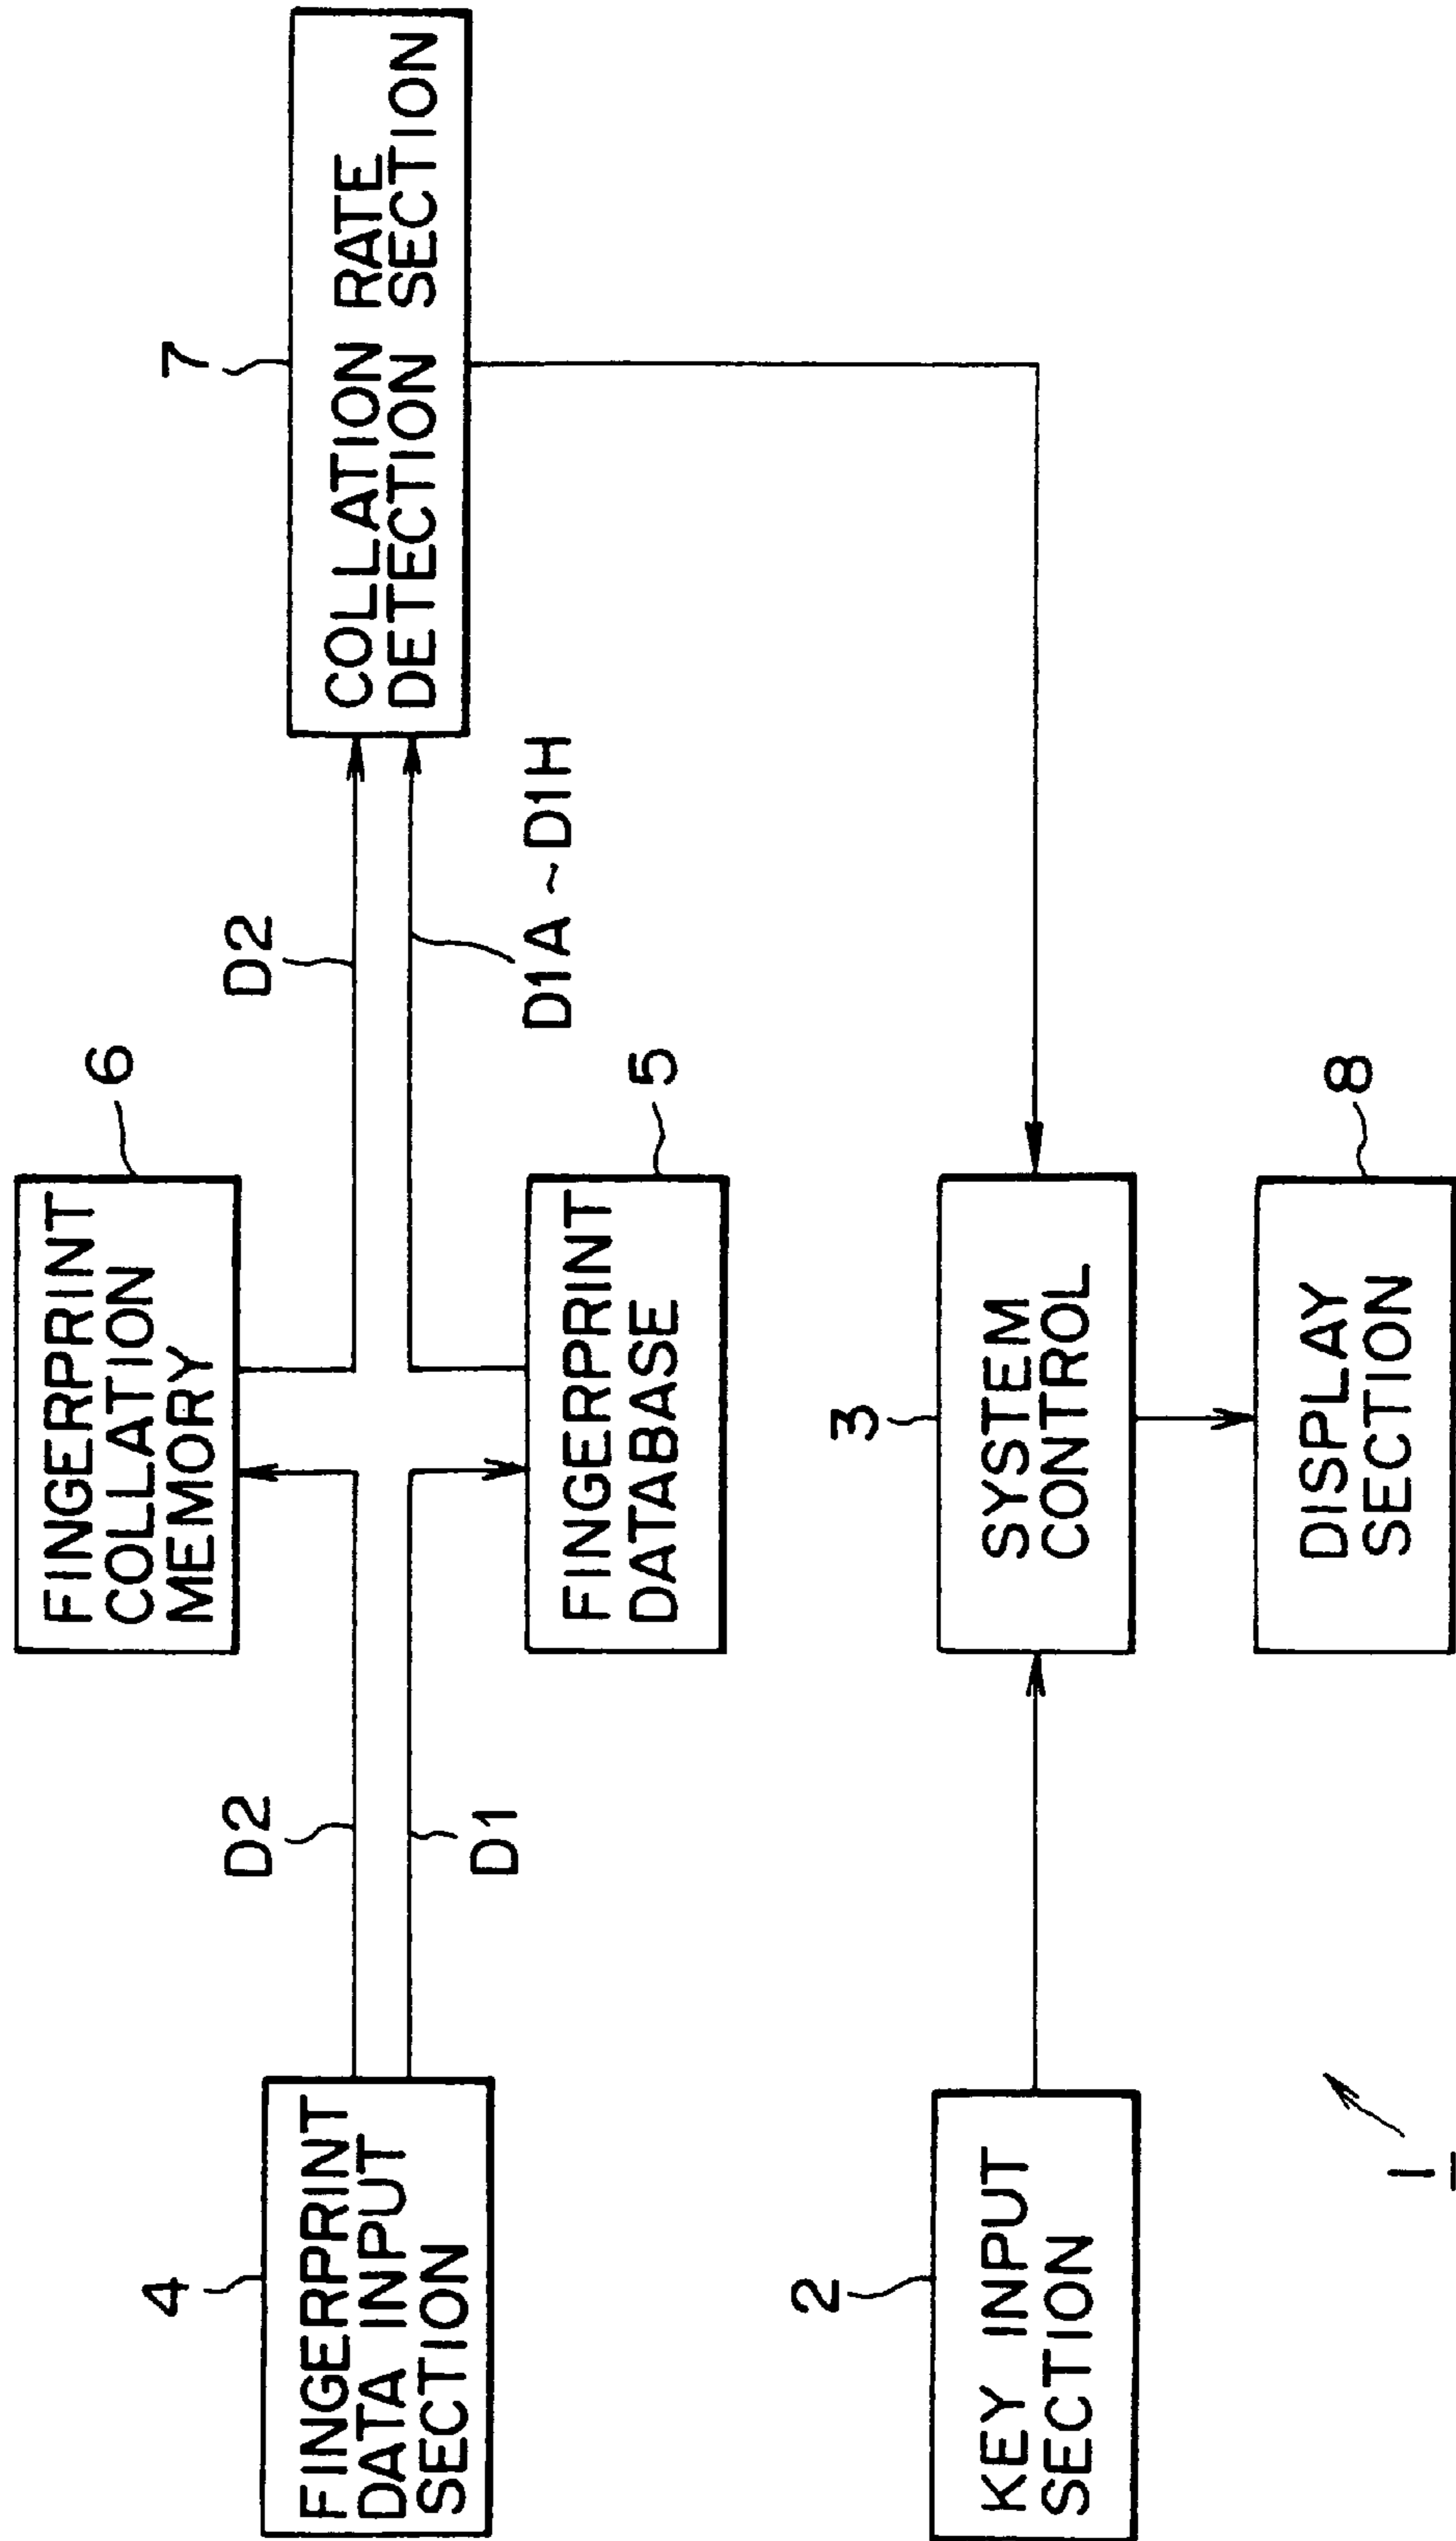 6
FINGERPRINT
COLLATION
MEMORY
4
FINGERPRINT
DATA INPUT
SECTION
D2
D1
D2
D1A ~ D1H
7
COLLATION RATE
DETECTION SECTION
5
FINGERPRINT
DATABASE
2
KEY INPUT
SECTION
3
SYSTEM
CONTROL
8
DISPLAY
SECTION
1